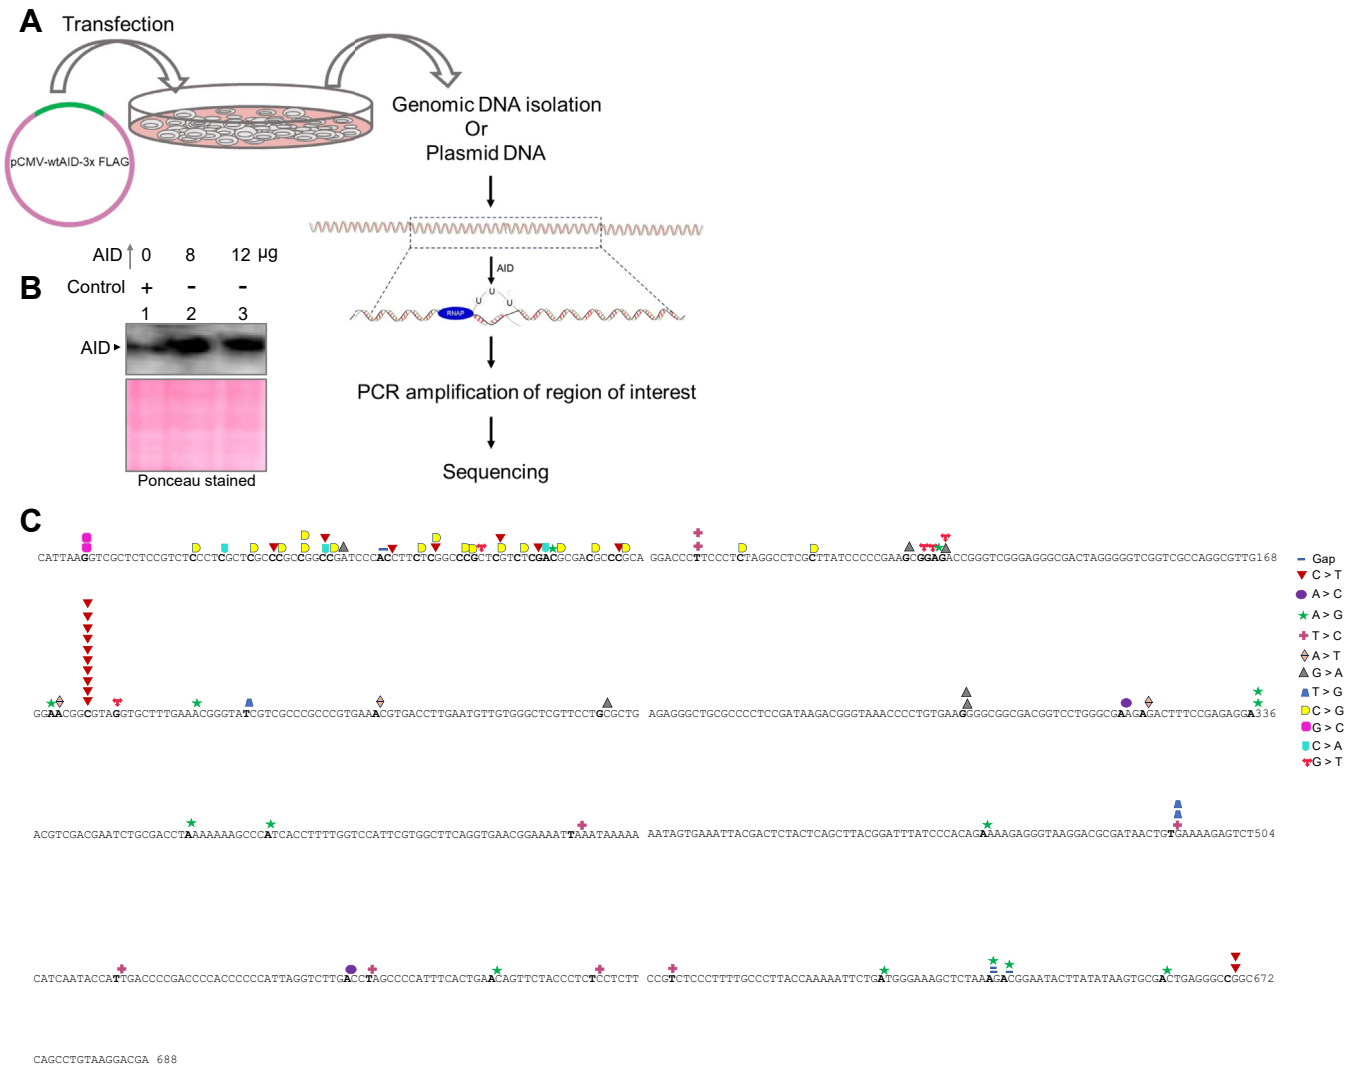 A
Transfection
pCMV-wtAID-3x FLAG
Genomic DNA isolation
Or
Plasmid DNA
AID
U
U
U
RNAP
PCR amplification of region of interest
Sequencing
B
AID 0 8 12 µg
Control + - -
1 2 3
AID
Ponceau stained
C
CATTAAGGTCGCTCTCCGTCTCCCTCGCTCGCCCGCCGGCCGATCCCACCTTCTCGGCCCGCTCGTCTCGACGCGACGCCCGCA GGACCCTTCCCTCTAGGCCTCGCTTATCCCCCGAAGCGGAGACCGGGTCGGGAGGGCGACTAGGGGGTCGGTCGCCAGGCGTTG168
GGAACGGCGTAGGTGCTTTGAAACGGGTATCGTCGCCCGCCCGTGAAACGTGACCTTGAATGTTGTGGGCTCGTTCCTGCGCTG AGAGGGCTGCGCCCCTCCGATAAGACGGGTAAACCCCTGTGAAGGGGCGGCGACGGTCCTGGGCGAAGAGACTTTCCGAGAGGA336
ACGTCGACGAATCTGCGACCTAAAAAAAGCCCATCACCTTTTGGTCCATTCGTGGCTTCAGGTGAACGGAAAATTAAATAAAAA AATAGTGAAATTACGACTCTACTCAGCTTACGGATTTATCCCACAGAAAAGAGGGTAAGGACGCGATAACTGTGAAAAGAGTCT504
CATCAATACCATTGACCCCGACCCCACCCCCCATTAGGTCTTGACCTAGCCCCATTTCACTGAACAGTTCTACCCTCTCCTCTT CCCGTCTCCCTTTTGCCCTTACCAAAAATTCTGATGGGAAAGCTCTAAAGACGGAATACTTATATAAGTGCGACTGAGGGCCGGC672
CAGCCTGTAAGGACGA 688
Gap
C > T
A > C
A > G
T > C
A > T
G > A
T > G
C > G
G > C
C > A
G > T